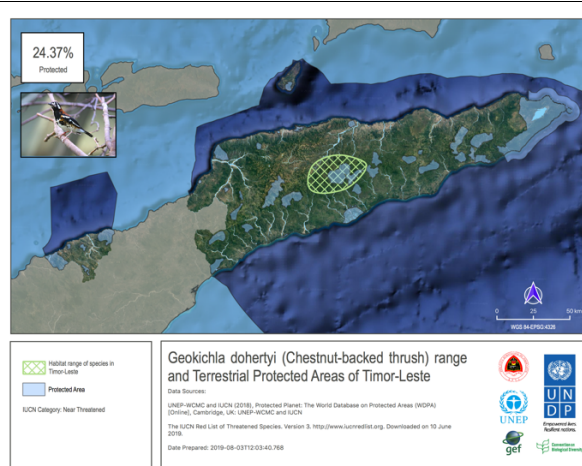 24.37%
Protected
0 25 50 km
WGS 84-EPSG:4326
Habitat range of species in
Timor-Leste
Protected Area
IUCN Category: Near Threatened
Geokichla dohertyi (Chestnut-backed thrush) range
and Terrestrial Protected Areas of Timor-Leste
Data Sources:
UNEP-WCMC and IUCN (2018), Protected Planet: The World Database on Protected Areas (WDPA)
[Online], Cambridge, UK: UNEP-WCMC and IUCN
The IUCN Red List of Threatened Species. Version 3. http://www.iucnredlist.org. Downloaded on 10 June
2019.
Date Prepared: 2019-08-03T12:03:40.768
UNEP
gef
U N
D P
Empowered lives.
Resilient nations.
Convention on
Biological Diversity